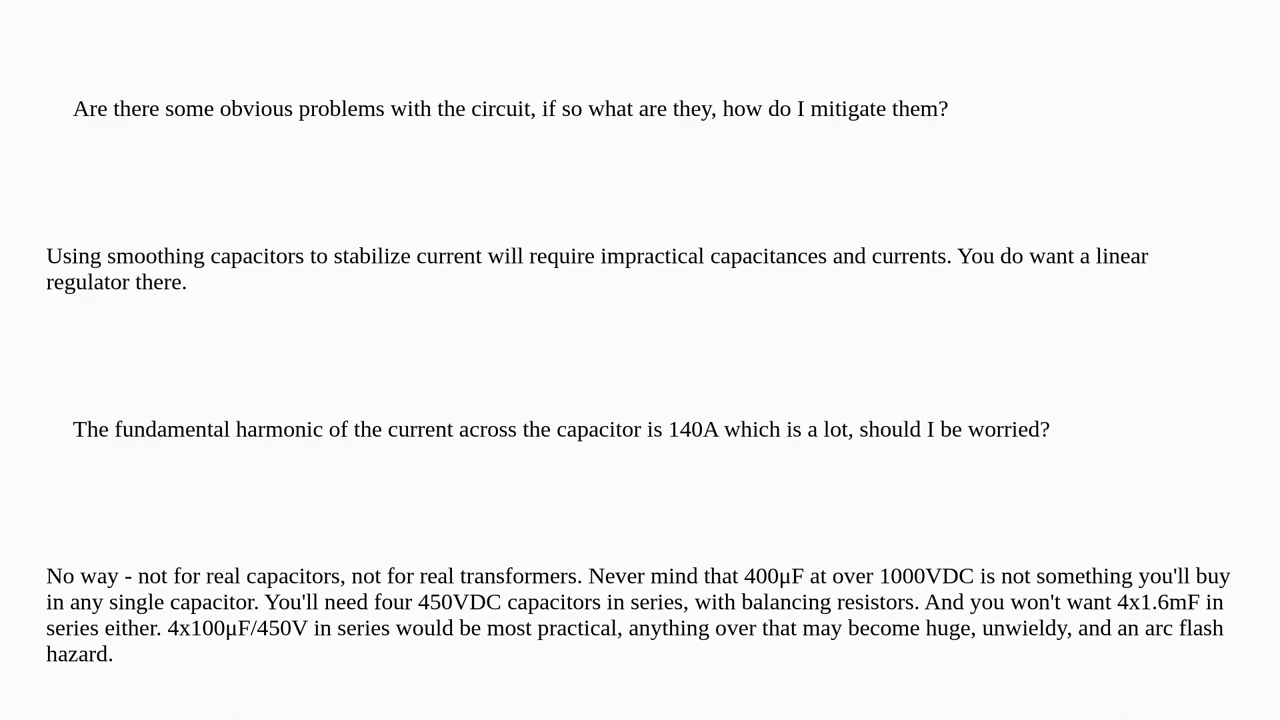 Are there some obvious problems with the circuit, if so what are they, how do I mitigate them?
Using smoothing capacitors to stabilize current will require impractical capacitances and currents. You do want a linear
regulator there.
The fundamental harmonic of the current across the capacitor is 140A which is a lot, should I be worried?
No way - not for real capacitors, not for real transformers. Never mind that 400μF at over 1000VDC is not something you'll buy
in any single capacitor. You'll need four 450VDC capacitors in series, with balancing resistors. And you won't want 4x1.6mF in
series either. 4x100μF/450V in series would be most practical, anything over that may become huge, unwieldy, and an arc flash
hazard.